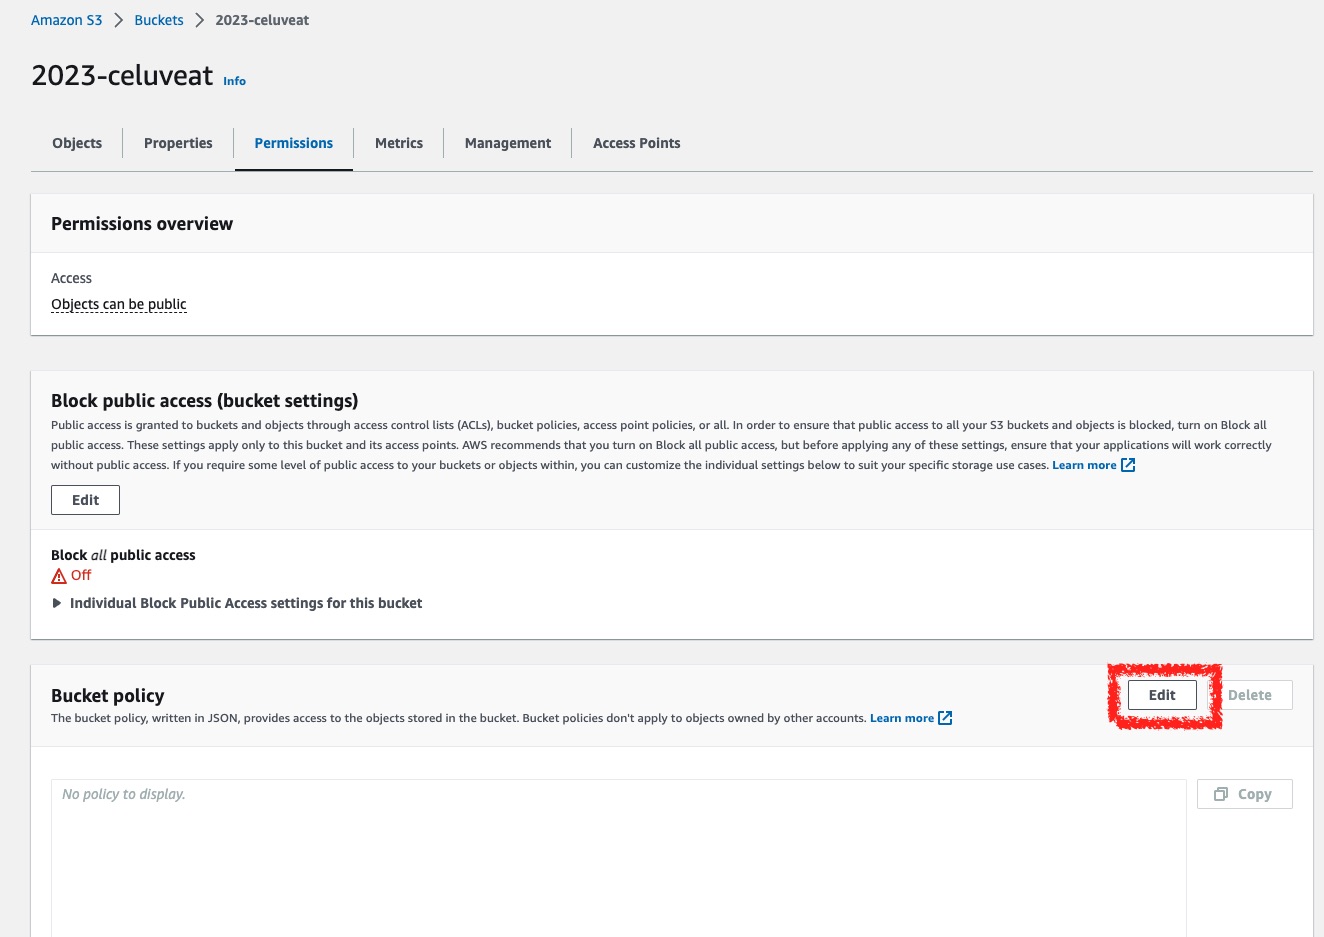 Amazon S3 > Buckets > 2023-celuveat
2023-celuveat Info
Objects Properties Permissions Metrics Management Access Points
Permissions overview
Access
Objects can be public
Block public access (bucket settings)
Public access is granted to buckets and objects through access control lists (ACLs), bucket policies, access point policies, or all. In order to ensure that public access to all your S3 buckets and objects is blocked, turn on Block all
public access. These settings apply only to this bucket and its access points. AWS recommends that you turn on Block all public access, but before applying any of these settings, ensure that your applications will work correctly
without public access. If you require some level of public access to your buckets or objects within, you can customize the individual settings below to suit your specific storage use cases. Learn more
Edit
Block all public access
Off
Individual Block Public Access settings for this bucket
Bucket policy
Edit Delete
The bucket policy, written in JSON, provides access to the objects stored in the bucket. Bucket policies don't apply to objects owned by other accounts. Learn more
No policy to display.
Copy